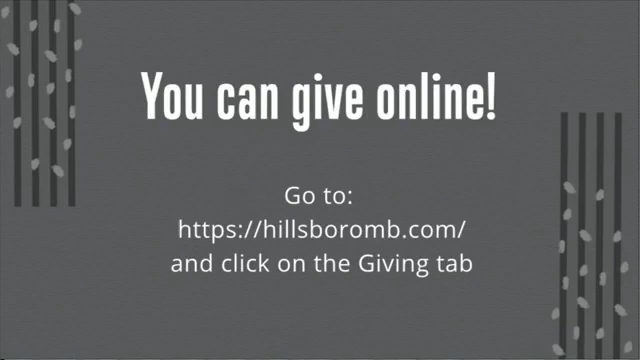 You can give online!
Go to:
https://hillsboromb.com/
and click on the Giving tab